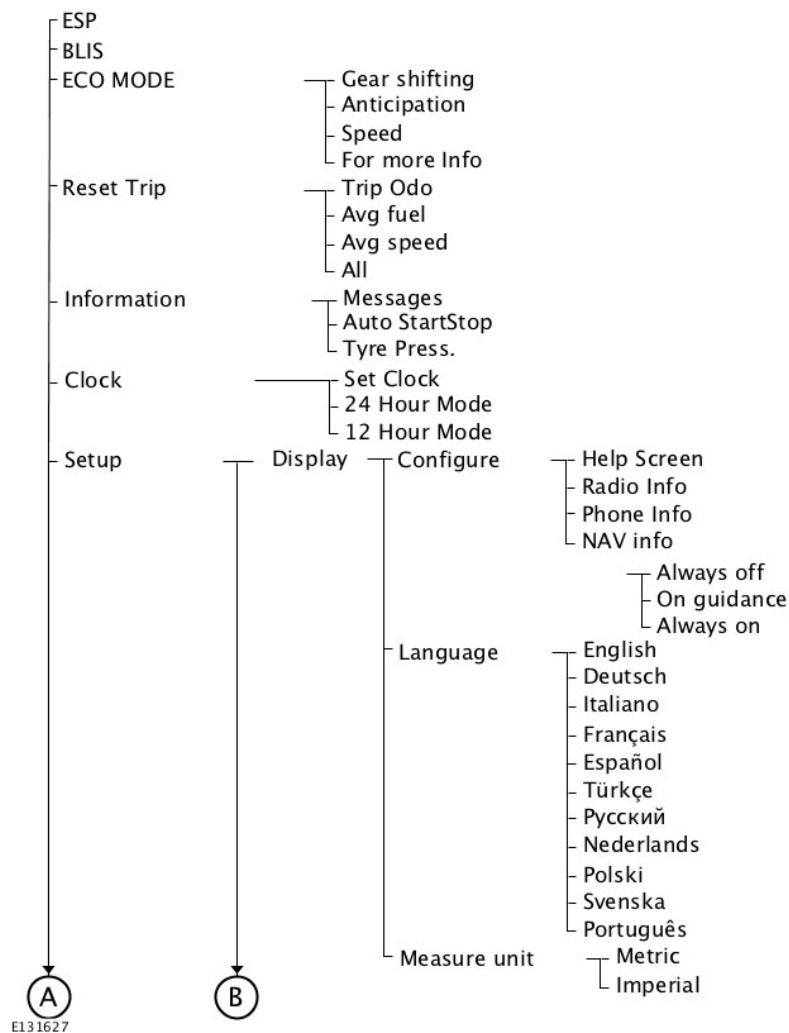 ESP
BLIS
ECO MODE
Gear shifting
Anticipation
Speed
For more Info
Reset Trip
Trip Odo
Avg fuel
Avg speed
All
Information
Messages
Auto StartStop
Tyre Press.
Clock
Set Clock
24 Hour Mode
12 Hour Mode
Setup
Display
Configure
Help Screen
Radio Info
Phone Info
NAV info
Always off
On guidance
Always on
Language
English
Deutsch
Italiano
Français
Español
Türkçe
Русский
Nederlands
Polski
Svenska
Português
Measure unit
Metric
Imperial
A
B
E131627